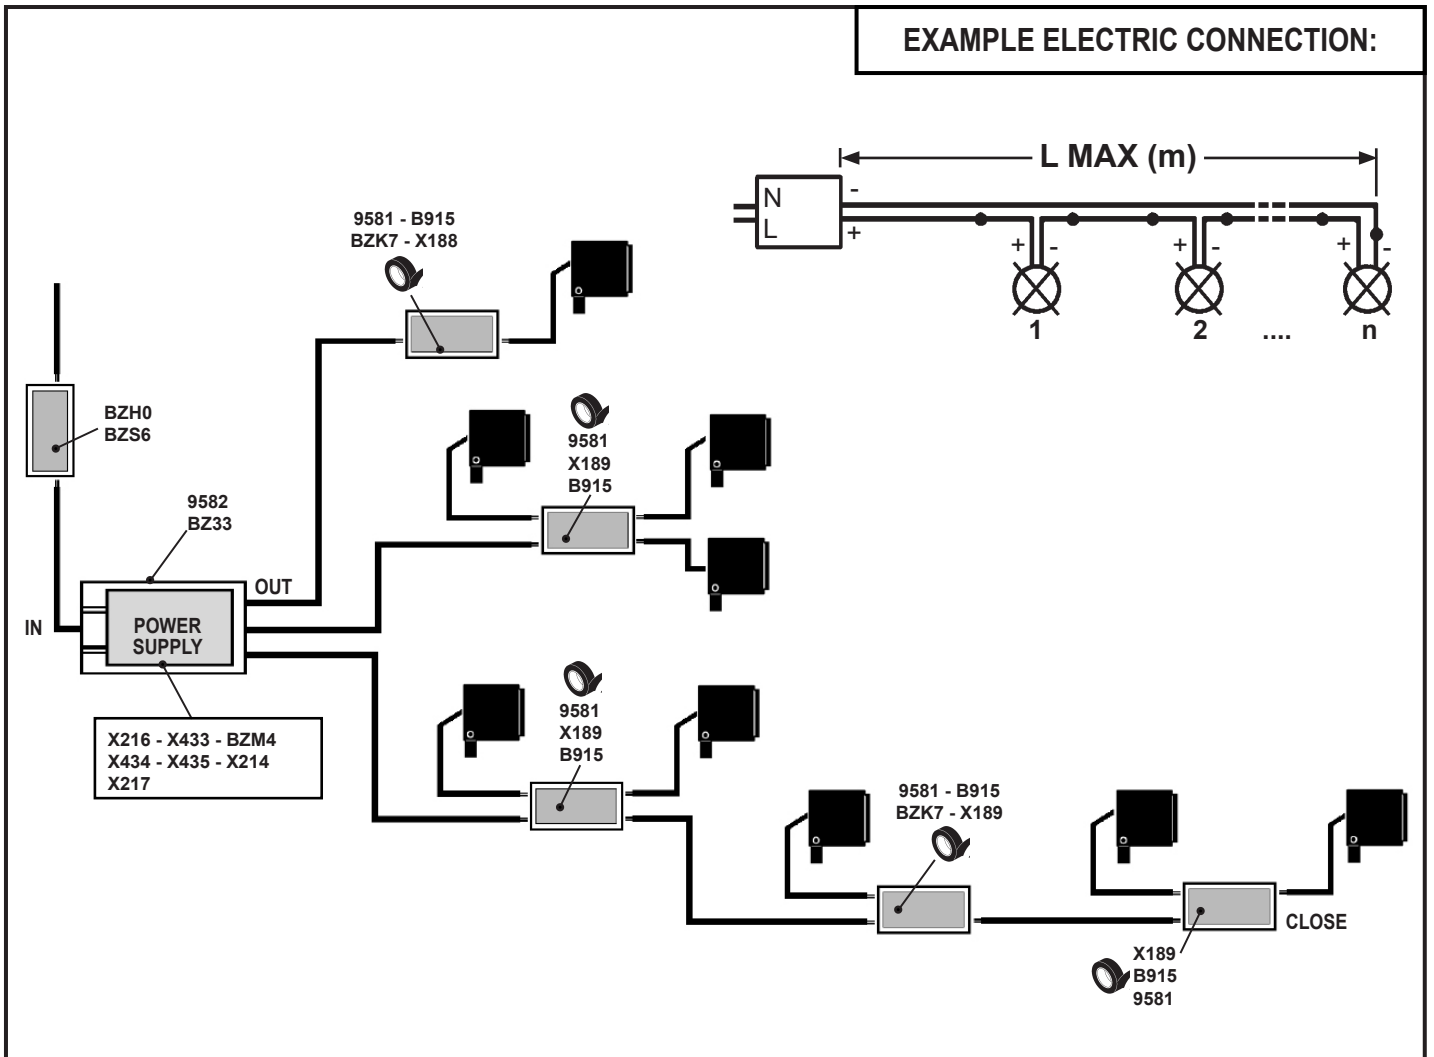 EXAMPLE ELECTRIC CONNECTION:
L MAX (m)
N
-
L
+
+ - + - + -
1 2 .... n
9581 - B915
BZK7 - X188
BZH0
BZS6
9581
X189
B915
9582
BZ33
OUT
IN
POWER
SUPPLY
X216 - X433 - BZM4
X434 - X435 - X214
X217
9581
X189
B915
9581 - B915
BZK7 - X189
CLOSE
X189
B915
9581